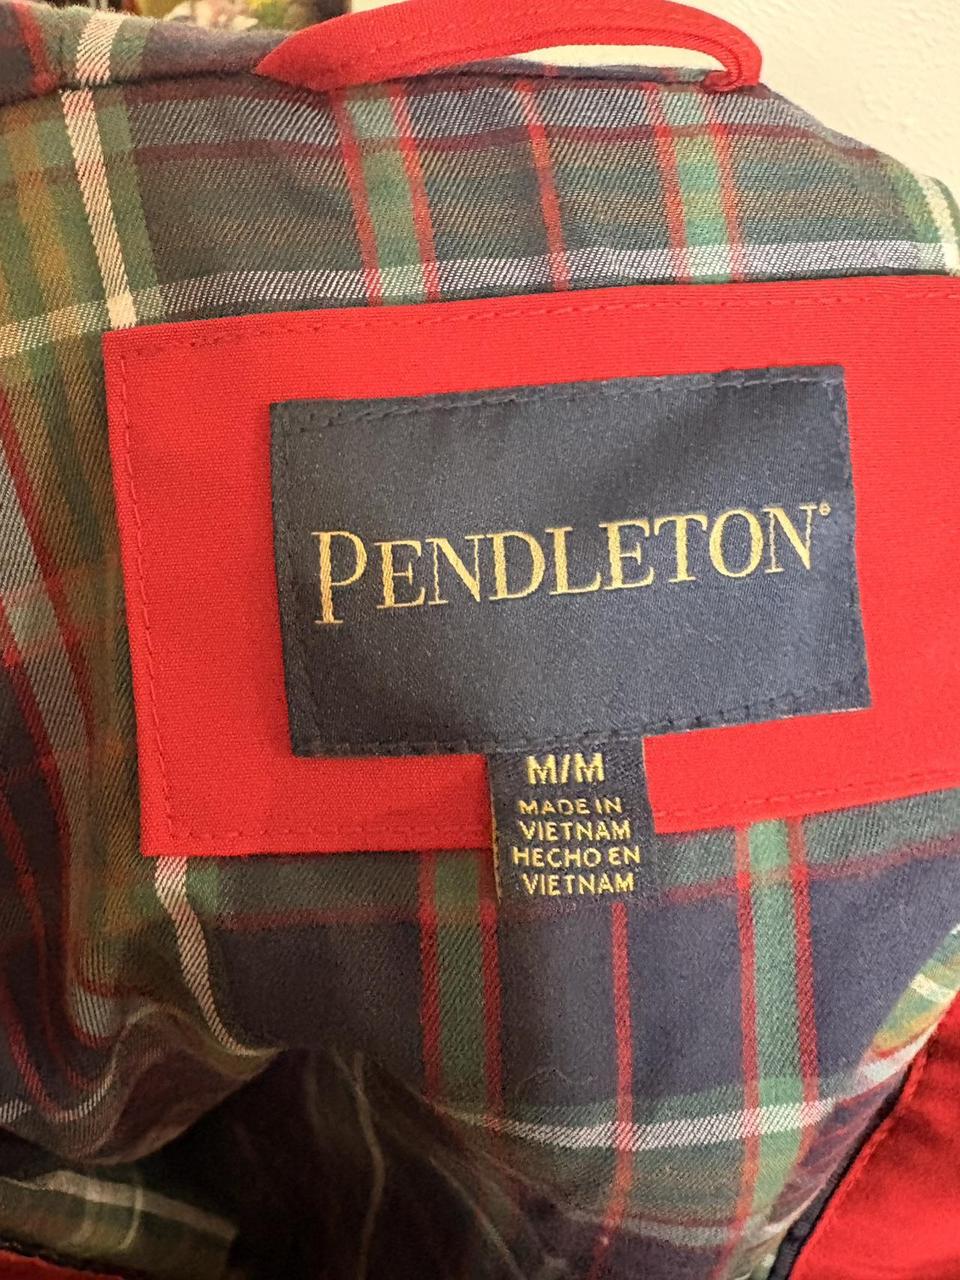 PENDLETON®
M/M
MADE IN
VIETNAM
HECHO EN
VIETNAM